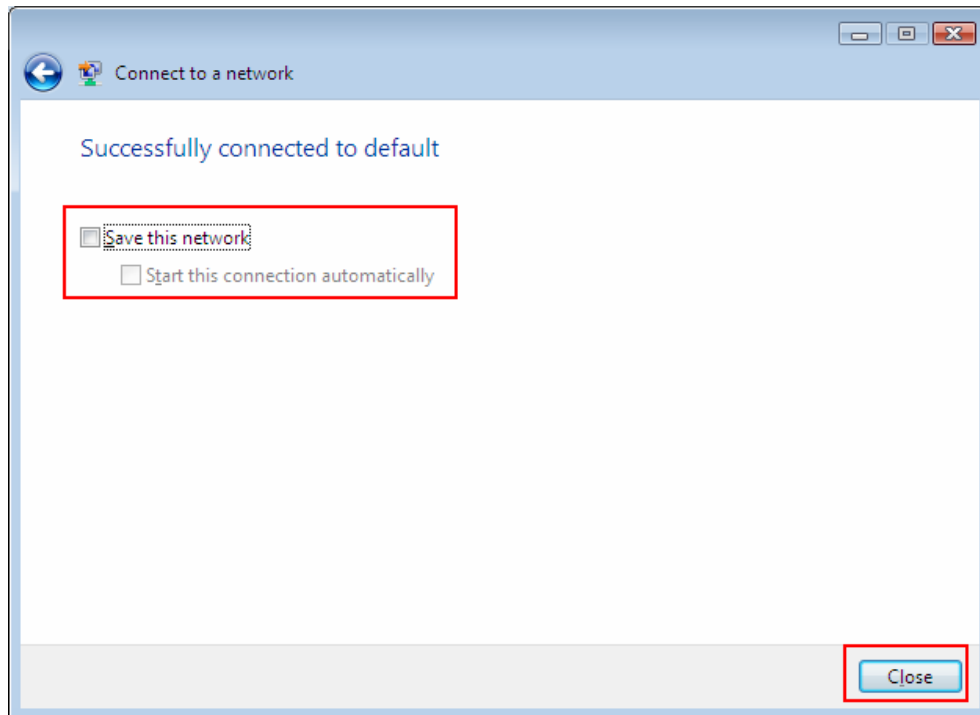 Connect to a network
Successfully connected to default
Save this network
Start this connection automatically
Close